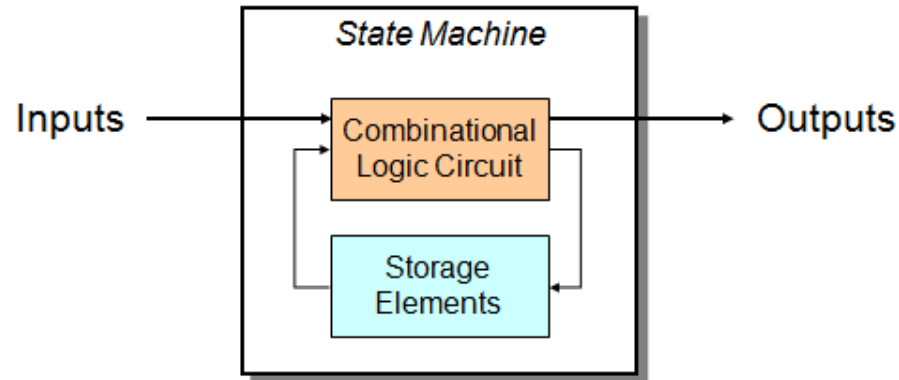 State Machine
Inputs
Combinational
Logic Circuit
Outputs
Storage
Elements